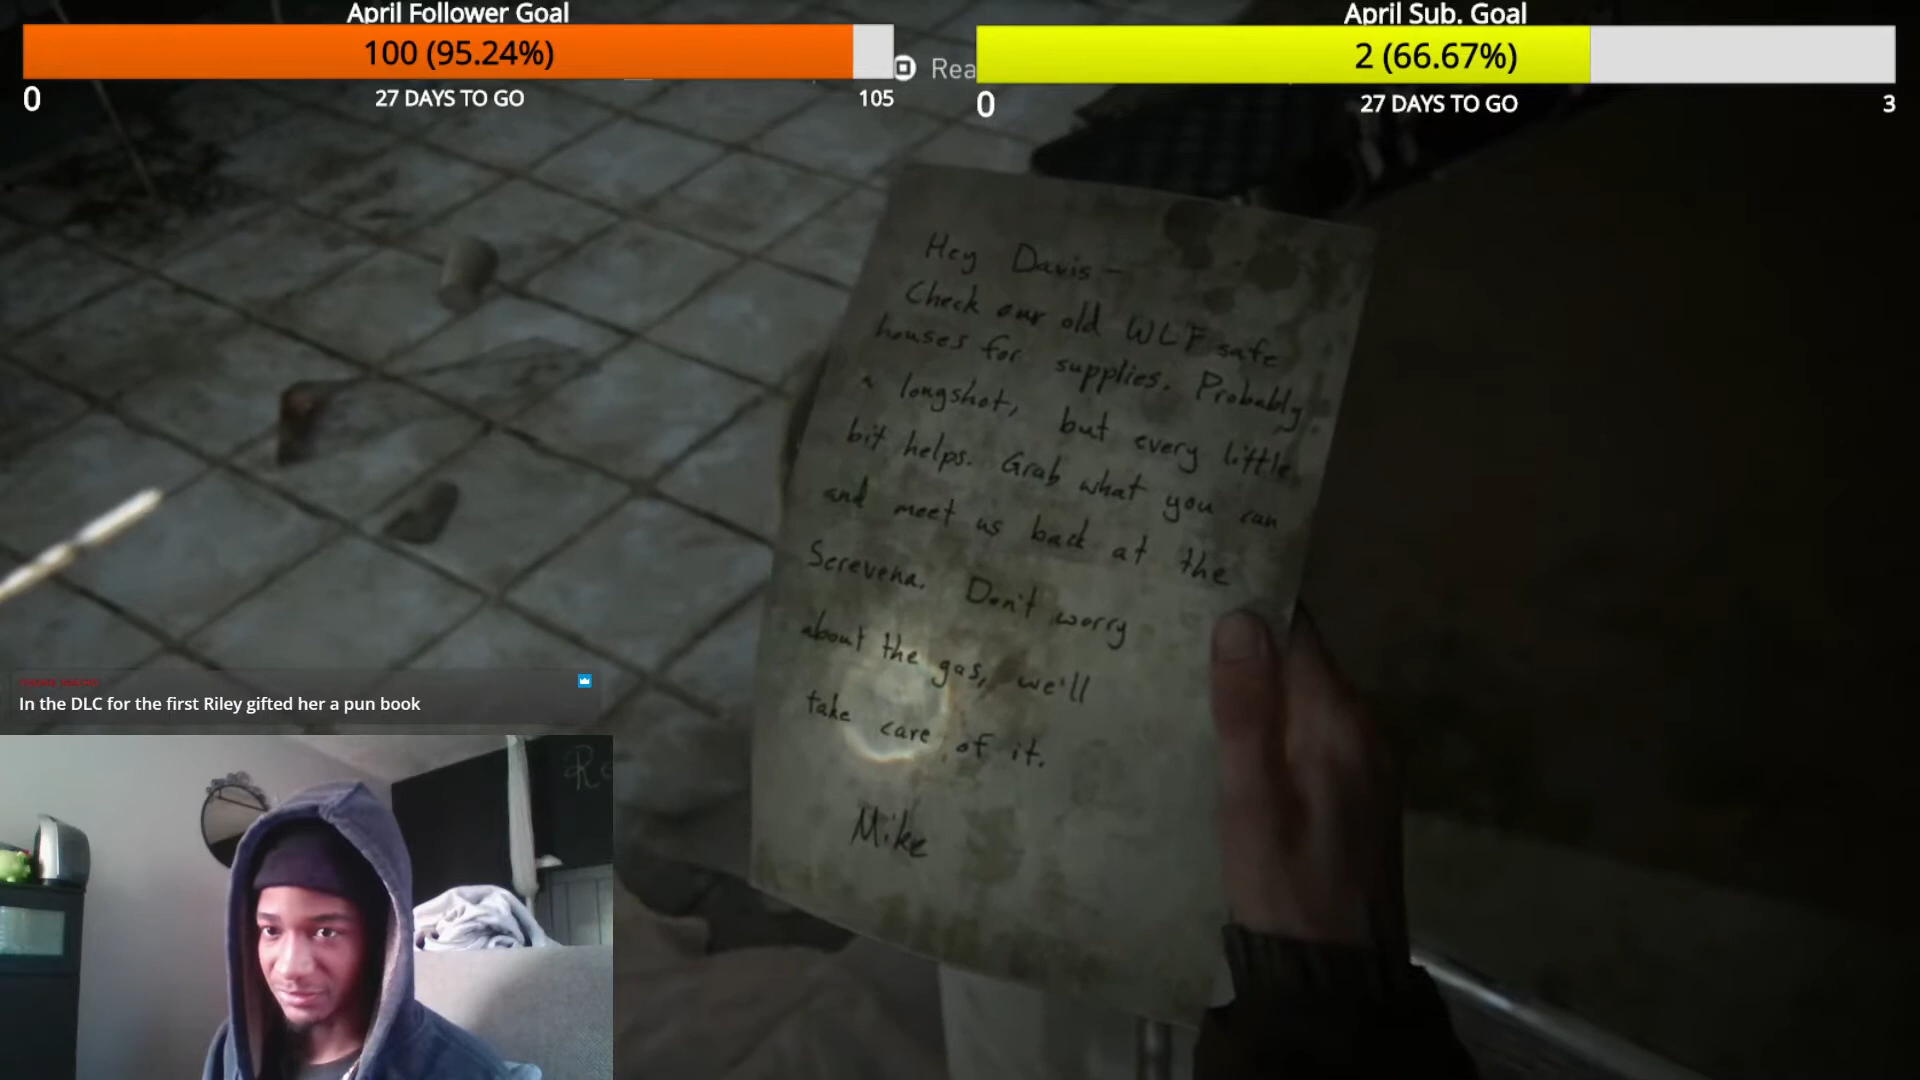 April Follower Goal
100 (95.24%)
0
27 DAYS TO GO
105
Rea
April Sub. Goal
2 (66.67%)
0
27 DAYS TO GO
3
Hey Davis-
Check our old WLF safe
houses for supplies. Probably
a longshot, but every little
bit helps. Grab what you can
and meet us back at the
Serevena. Don't worry
about the gas, we'll
take care of it.
Mike
In the DLC for the first Riley gifted her a pun book